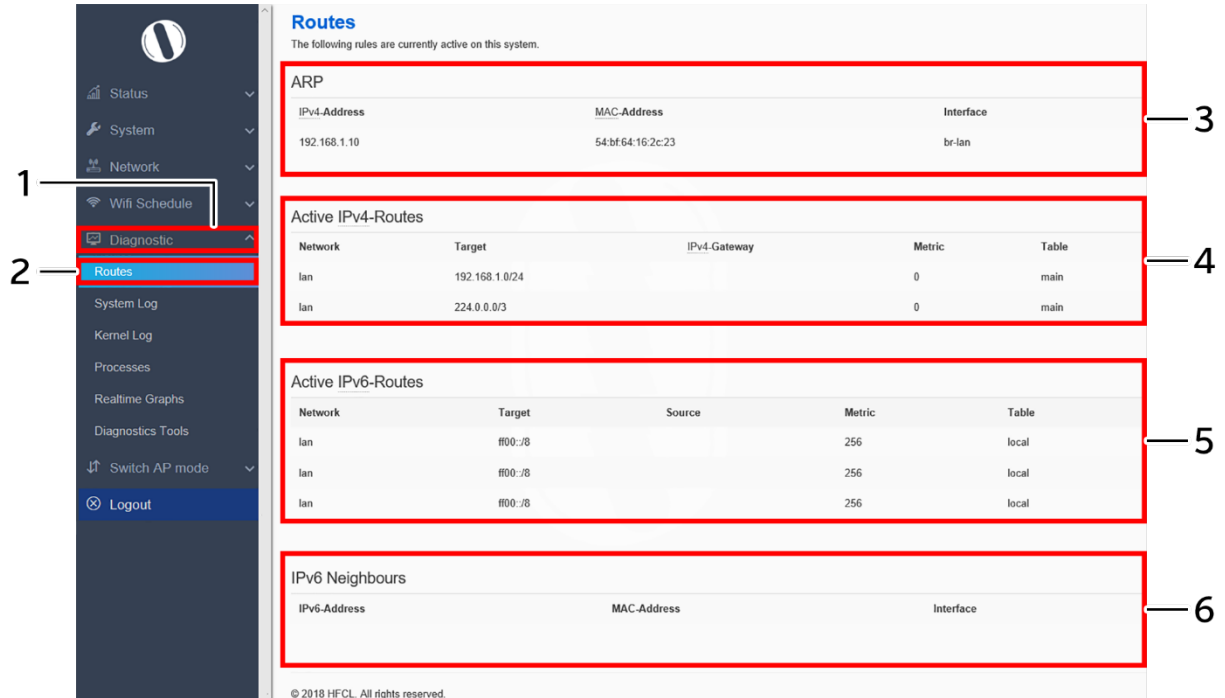 Routes
The following rules are currently active on this system.
Status
System
Network
Wifi Schedule
Diagnostic
Routes
System Log
Kernel Log
Processes
Realtime Graphs
Diagnostics Tools
Switch AP mode
Logout
1
2
ARP
IPv4-Address MAC-Address Interface
192.168.1.10 54:bf:64:16:2c:23 br-lan
3
Active IPv4-Routes
Network Target IPv4-Gateway Metric Table
lan 192.168.1.0/24 0 main
lan 224.0.0.0/3 0 main
4
Active IPv6-Routes
Network Target Source Metric Table
lan ff00::/8 256 local
lan ff00::/8 256 local
lan ff00::/8 256 local
5
IPv6 Neighbours
IPv6-Address MAC-Address Interface
6
© 2018 HFCL. All rights reserved.